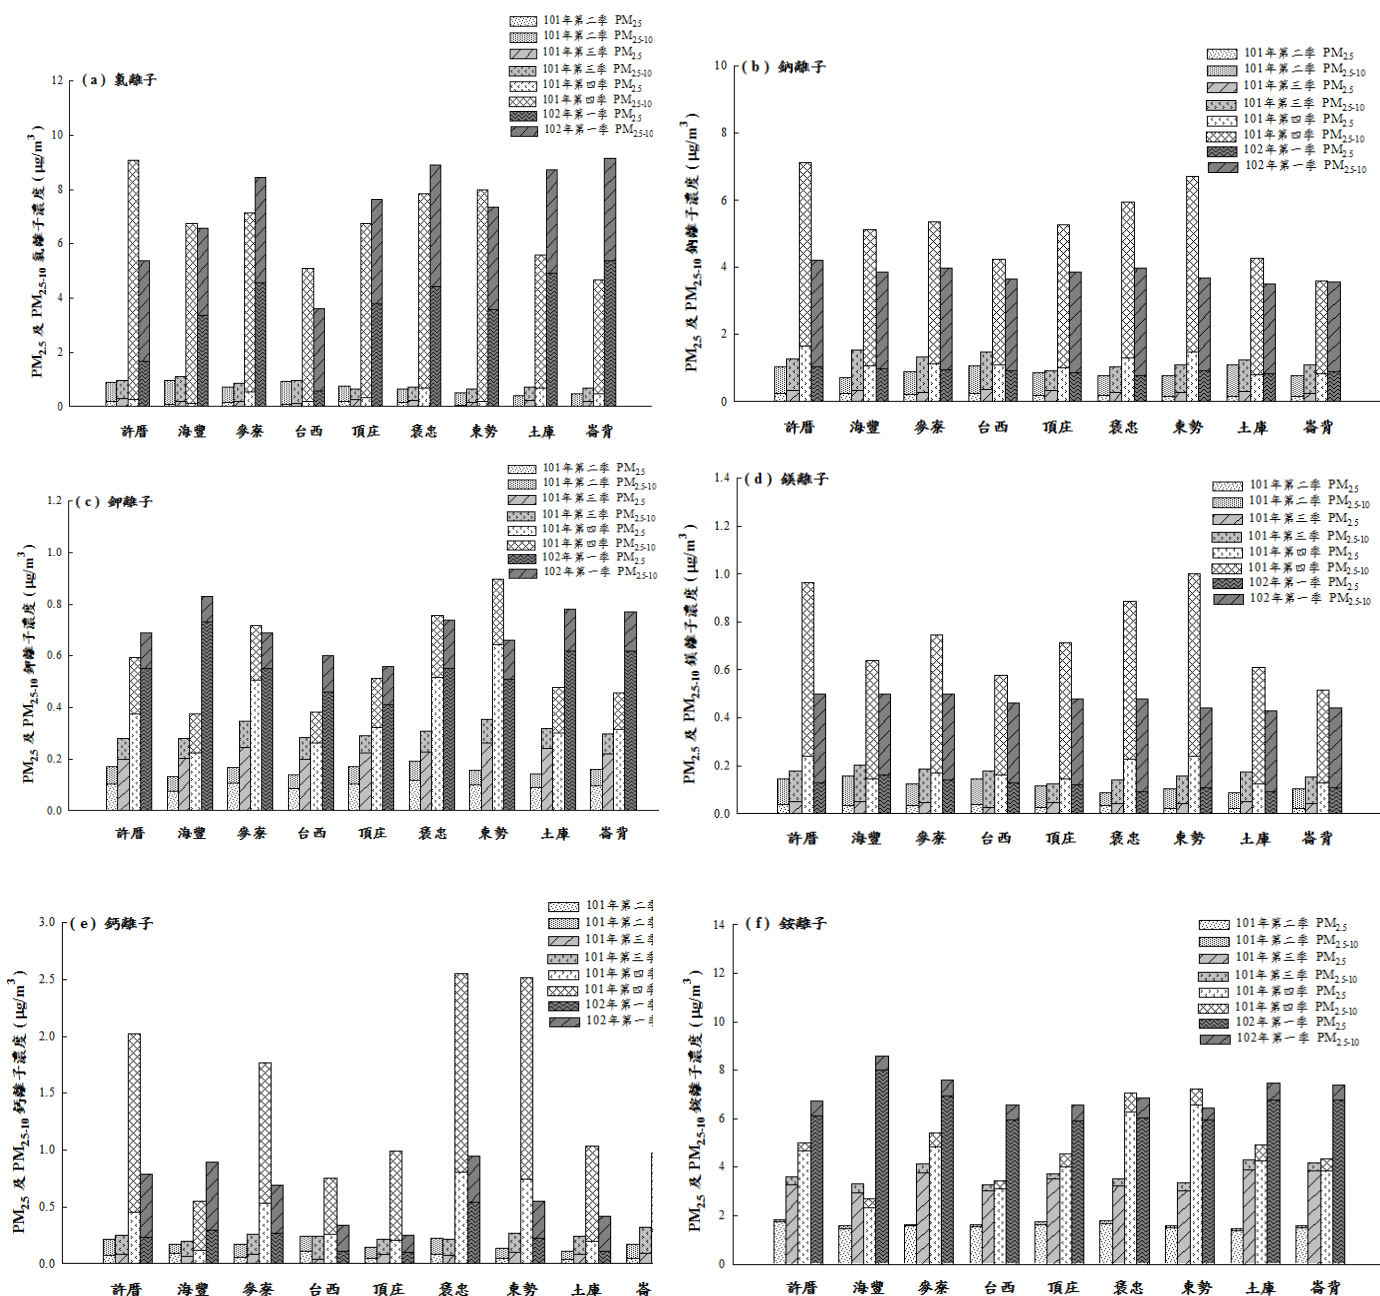 (a) 氯離子
101年第二季 PM2.5
101年第二季 PM2.5-10
101年第三季 PM2.5
101年第三季 PM2.5-10
101年第四季 PM2.5
101年第四季 PM2.5-10
102年第一季 PM2.5
102年第一季 PM2.5-10
PM2.5 及 PM2.5-10 氯離子濃度 (μg/m3)
12
10
8
6
4
2
0
許厝 海豐 參寮 台西 頂庄 褒忠 東勢 土庫 崙背
(b) 鈉離子
101年第二季 PM2.5
101年第二季 PM2.5-10
101年第三季 PM2.5
101年第三季 PM2.5-10
101年第四季 PM2.5
101年第四季 PM2.5-10
102年第一季 PM2.5
102年第一季 PM2.5-10
PM2.5 及 PM2.5-10 鈉離子濃度 (μg/m3)
10
8
6
4
2
0
許厝 海豐 參寮 台西 頂庄 褒忠 東勢 土庫 崙背
(c) 鉀離子
101年第二季 PM2.5
101年第二季 PM2.5-10
101年第三季 PM2.5
101年第三季 PM2.5-10
101年第四季 PM2.5
101年第四季 PM2.5-10
102年第一季 PM2.5
102年第一季 PM2.5-10
PM2.5 及 PM2.5-10 鉀離子濃度 (μg/m3)
1.2
1.0
0.8
0.6
0.4
0.2
0.0
許厝 海豐 參寮 台西 頂庄 褒忠 東勢 土庫 崙背
(d) 鎂離子
101年第二季 PM2.5
101年第二季 PM2.5-10
101年第三季 PM2.5
101年第三季 PM2.5-10
101年第四季 PM2.5
101年第四季 PM2.5-10
102年第一季 PM2.5
102年第一季 PM2.5-10
PM2.5 及 PM2.5-10 鎂離子濃度 (μg/m3)
1.4
1.2
1.0
0.8
0.6
0.4
0.2
0.0
許厝 海豐 參寮 台西 頂庄 褒忠 東勢 土庫 崙背
(e) 鈣離子
101年第二季
101年第二季
101年第三季
101年第三季
101年第四季
101年第四季
102年第一季
102年第一季
PM2.5 及 PM2.5-10 鈣離子濃度 (μg/m3)
3.0
2.5
2.0
1.5
1.0
0.5
0.0
許厝 海豐 參寮 台西 頂庄 褒忠 東勢 土庫 崙
(f) 銨離子
101年第二季 PM2.5
101年第二季 PM2.5-10
101年第三季 PM2.5
101年第三季 PM2.5-10
101年第四季 PM2.5
101年第四季 PM2.5-10
102年第一季 PM2.5
102年第一季 PM2.5-10
PM2.5 及 PM2.5-10 銨離子濃度 (μg/m3)
14
12
10
8
6
4
2
0
許厝 海豐 參寮 台西 頂庄 褒忠 東勢 土庫 崙背